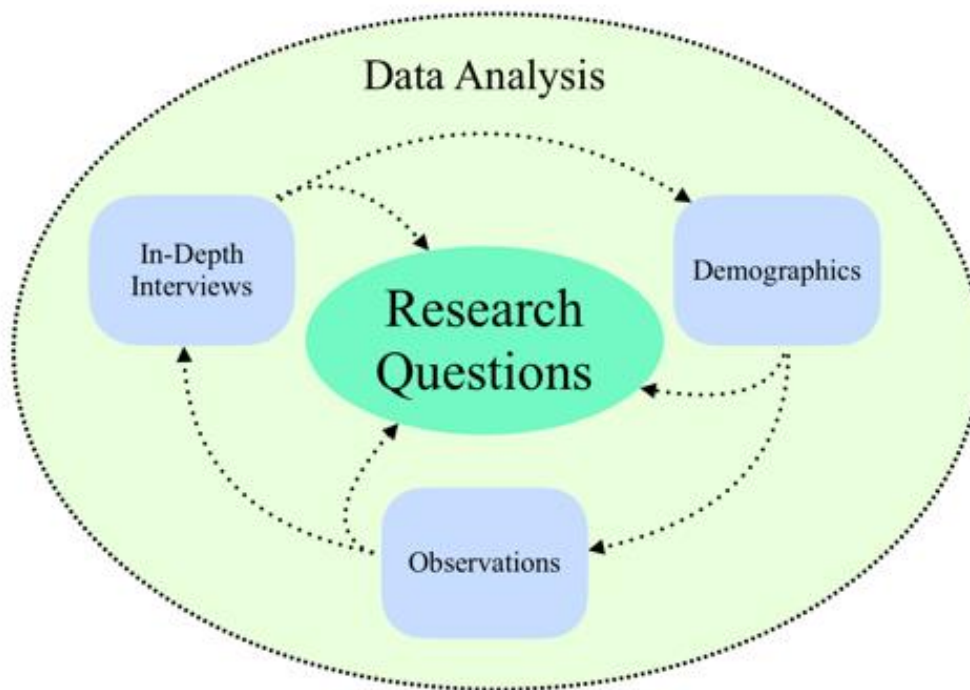 Data Analysis
In-Depth
Interviews
Demographics
Research
Questions
Observations